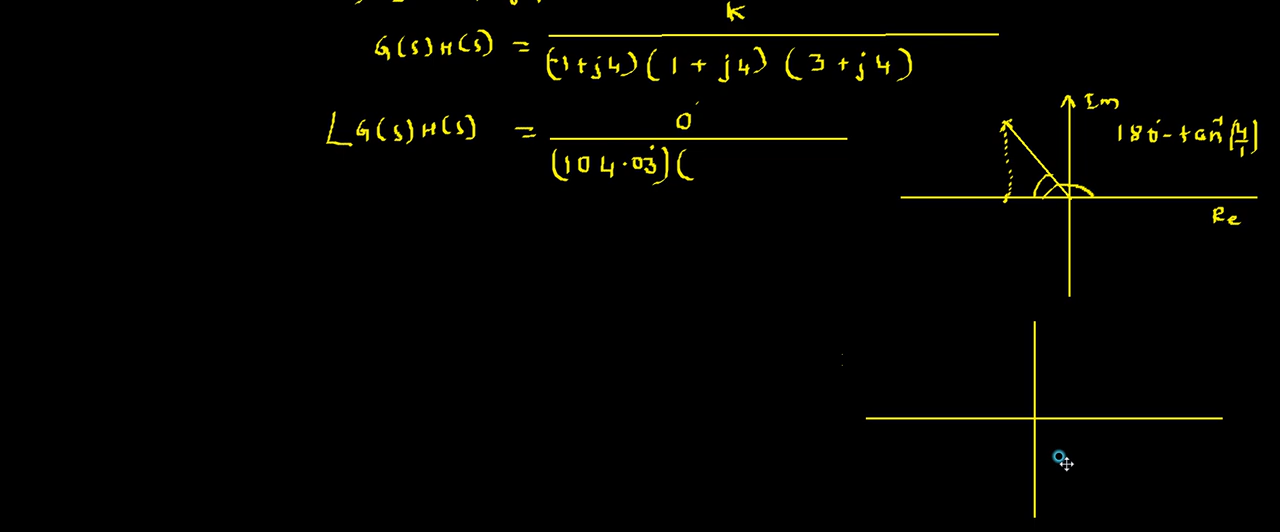 K
G(s)H(s) = 
(-1+j4)(1+j4)(3+j4)
∠G(s)H(s) = 
0°
(104.03°)(
Im
180°-tan⁻¹(4/1)
Re